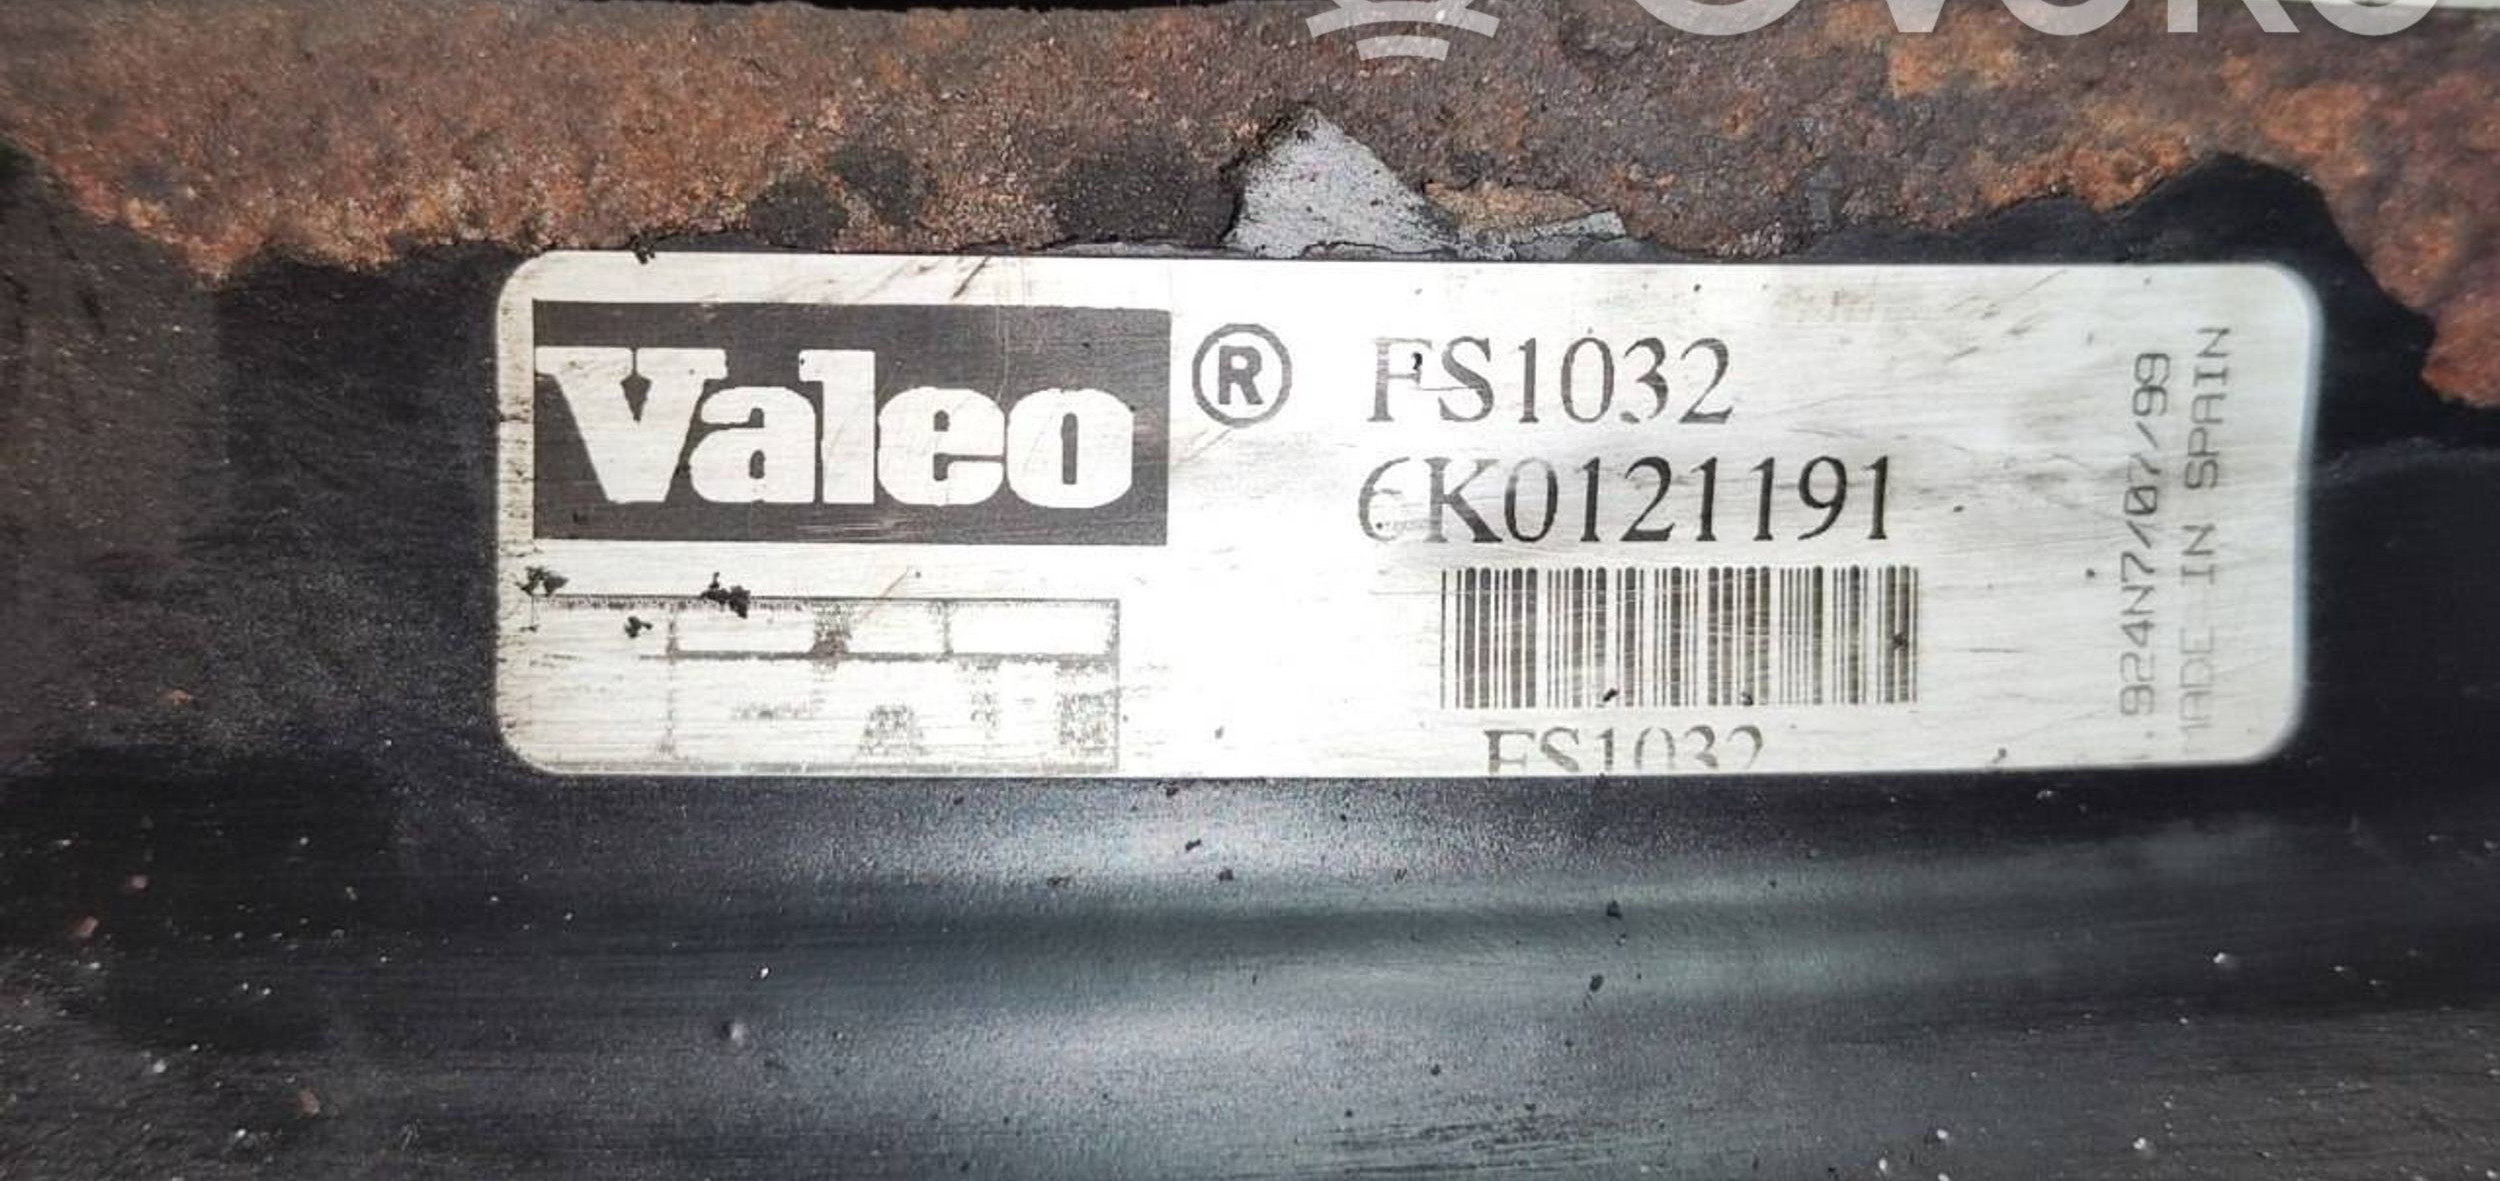 Valeo ® FS1032
6K0121191
FS1032
924N7/07/99
MADE IN SPAIN